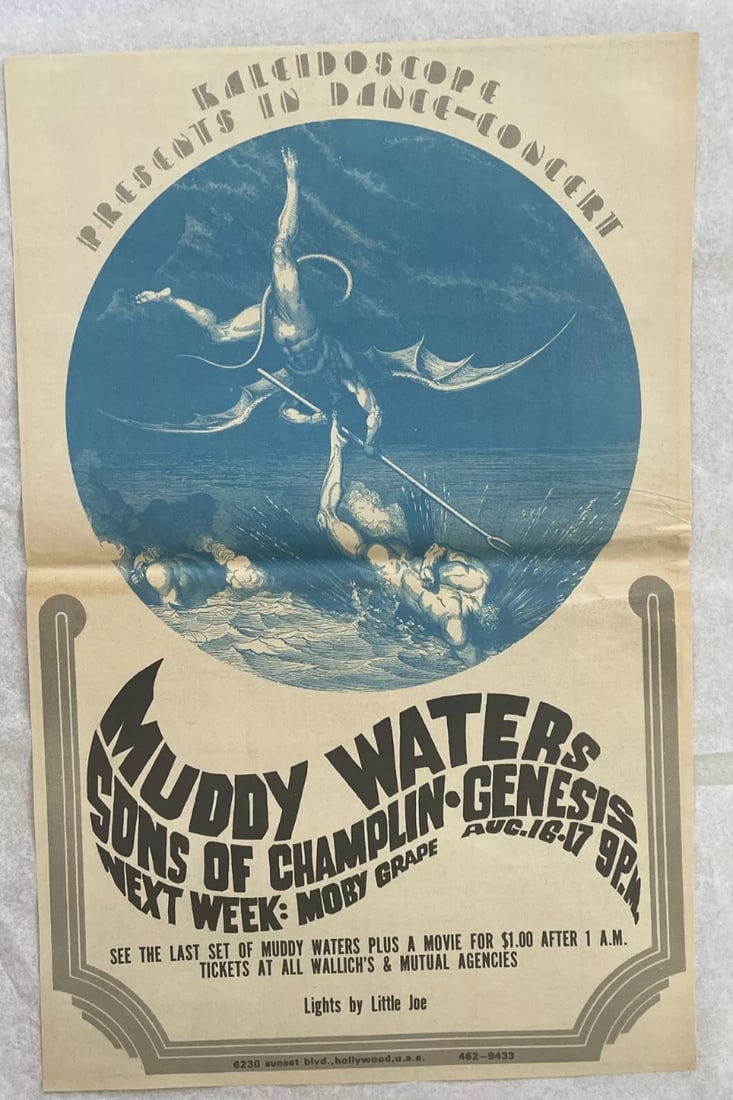 KALEIDOSCOPE
PRESENTS IN DANCE-CONCERT
MUDDY WATERS
SONS OF CHAMPLIN • GENESIS
NEXT WEEK: MOBY GRAPE
AUG. 16-17 9 P.M.
SEE THE LAST SET OF MUDDY WATERS PLUS A MOVIE FOR $1.00 AFTER 1 A.M.
TICKETS AT ALL WALLICH'S & MUTUAL AGENCIES
Lights by Little Joe
6230 sunset blvd.,hollywood,u.s.a. 462-9433